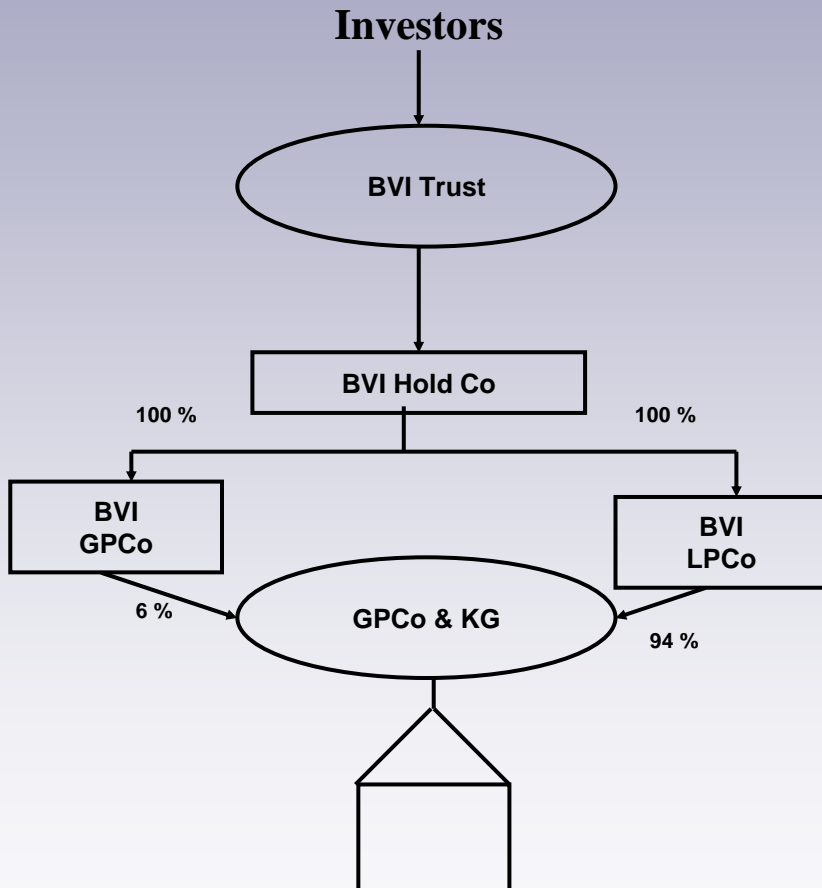 Investors
BVI Trust
BVI Hold Co
100 %
100 %
BVI
GPCo
BVI
LPCo
6 %
GPCo & KG
94 %